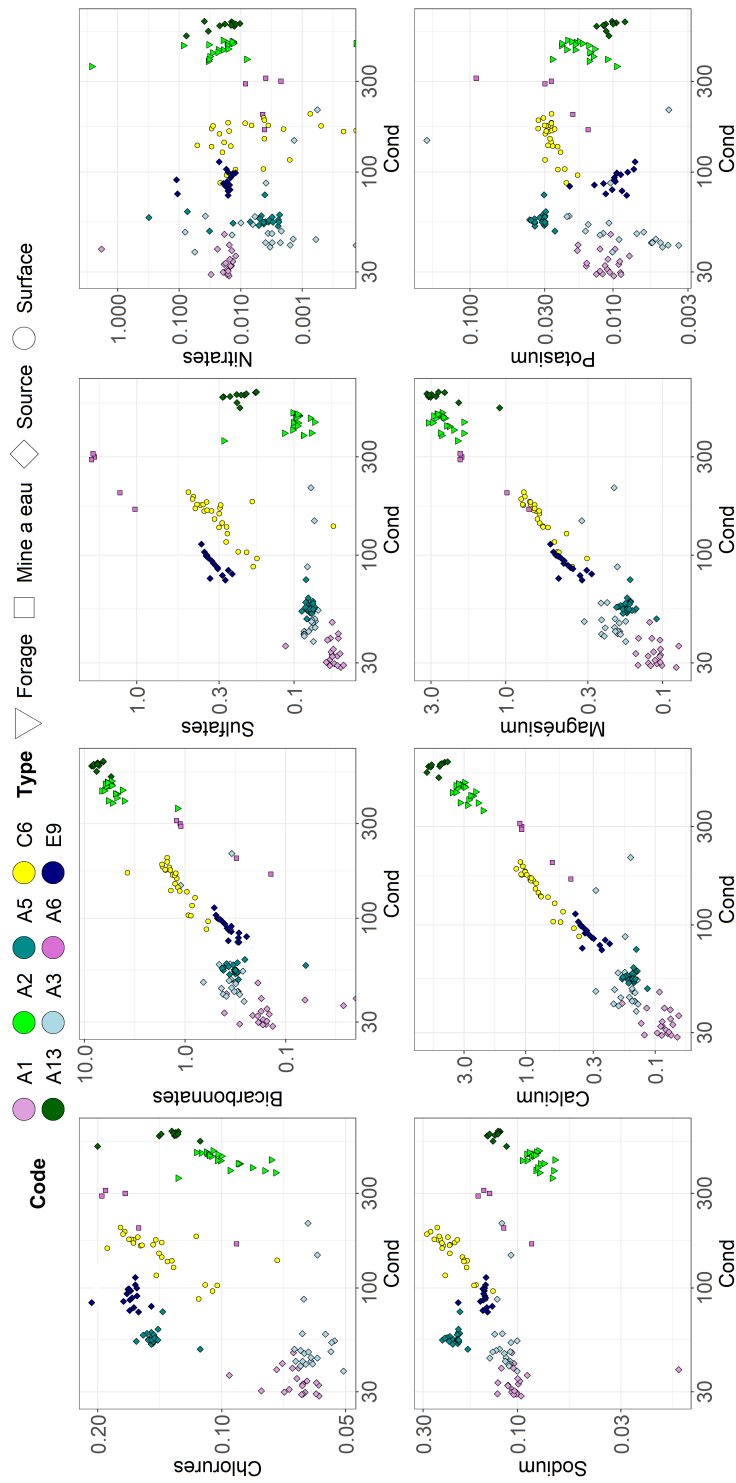 Code
A1 A2 A5 C6
A13 A3 A6 E9
Type Forage Mine a eau Source Surface
Chlorures
0.20
0.10
0.05
30 100 300
Cond
Bicarbonnates
10.0
1.0
0.1
30 100 300
Cond
Sulfates
1.0
0.3
0.1
30 100 300
Cond
Nitrates
1.000
0.100
0.010
0.001
30 100 300
Cond
Sodium
0.30
0.10
0.03
30 100 300
Cond
Calcium
3.0
1.0
0.3
0.1
30 100 300
Cond
Magnésium
3.0
1.0
0.3
0.1
30 100 300
Cond
Potasium
0.100
0.030
0.010
0.003
30 100 300
Cond